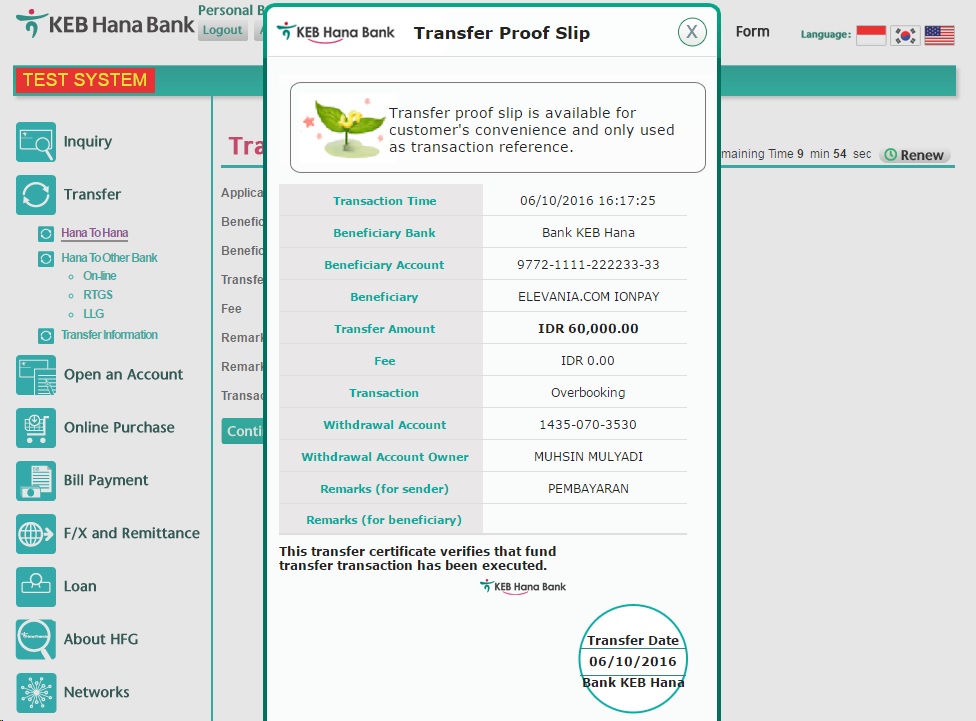 KEB Hana Bank
Personal B
Logout
KEB Hana Bank
Transfer Proof Slip
X
Form
Language:
TEST SYSTEM
Inquiry
Transfer
Hana To Hana
Hana To Other Bank
On-line
RTGS
LLG
Transfer Information
Open an Account
Online Purchase
Bill Payment
F/X and Remittance
Loan
About HFG
Networks
Tra
maining Time 9 min 54 sec
Renew
Applica
Benefic
Benefic
Transfe
Fee
Remark
Remark
Transac
Conti
Transfer proof slip is available for
customer's convenience and only used
as transaction reference.
Transaction Time 06/10/2016 16:17:25
Beneficiary Bank Bank KEB Hana
Beneficiary Account 9772-1111-222233-33
Beneficiary ELEVANIA.COM IONPAY
Transfer Amount IDR 60,000.00
Fee IDR 0.00
Transaction Overbooking
Withdrawal Account 1435-070-3530
Withdrawal Account Owner MUHSIN MULYADI
Remarks (for sender) PEMBAYARAN
Remarks (for beneficiary)
This transfer certificate verifies that fund
transfer transaction has been executed.
KEB Hana Bank
Transfer Date
06/10/2016
Bank KEB Hana